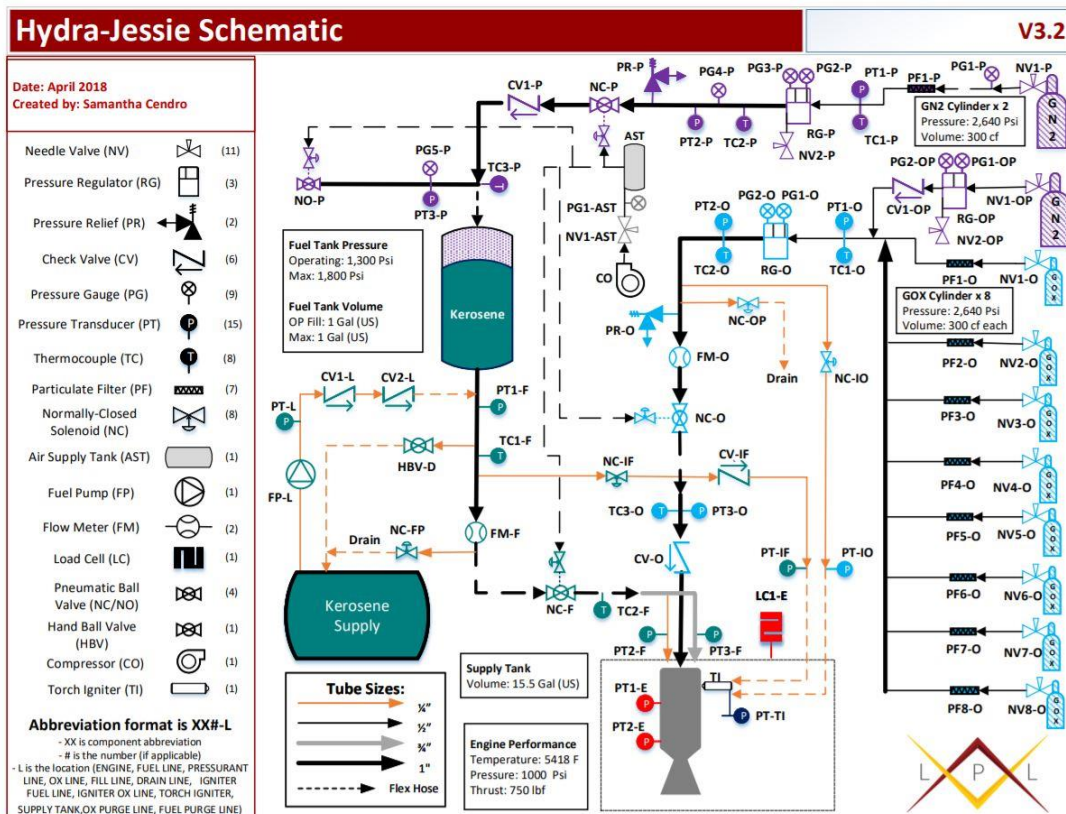 Hydra-Jessie Schematic
V3.2
Date: April 2018
Created by: Samantha Cendro
Needle Valve (NV) (11)
Pressure Regulator (RG) (3)
Pressure Relief (PR) (2)
Check Valve (CV) (6)
Pressure Gauge (PG) (9)
Pressure Transducer (PT) (15)
P
Thermocouple (TC) (8)
T
Particulate Filter (PF) (7)
Normally-Closed
Solenoid (NC) (8)
Air Supply Tank (AST) (1)
Fuel Pump (FP) (1)
Flow Meter (FM) (2)
Load Cell (LC) (1)
Pneumatic Ball
Valve (NC/NO) (4)
Hand Ball Valve
(HBV) (1)
Compressor (CO) (1)
Torch Igniter (TI) (1)
Abbreviation format is XX#-L
- XX is component abbreviation
- # is the number (if applicable)
- L is the location (ENGINE, FUEL LINE, PRESSURANT
LINE, OX LINE, FILL LINE, DRAIN LINE, IGNITER
FUEL LINE, IGNITER OX LINE, TORCH IGNITER,
SUPPLY TANK,OX PURGE LINE, FUEL PURGE LINE)
PR-P
PG4-P
PG3-P
PG2-P
PT1-P
PF1-P
PG1-P
NV1-P
CV1-P
NC-P
P
T
PT2-P
TC2-P
RG-P
NV2-P
P
T
TC1-P
GN2
GN2 Cylinder x 2
Pressure: 2,640 Psi
Volume: 300 cf
AST
PG5-P
TC3-P
T
NO-P
P
PT3-P
PG1-AST
NV1-AST
CO
PG2-OP
PG1-OP
CV1-OP
RG-OP
NV1-OP
NV2-OP
GN2
PT2-O
PG2-O
PG1-O
PT1-O
P
T
TC2-O
RG-O
P
T
TC1-O
PF1-O
NV1-O
GOX
GOX Cylinder x 8
Pressure: 2,640 Psi
Volume: 300 cf each
Fuel Tank Pressure
Operating: 1,300 Psi
Max: 1,800 Psi
Fuel Tank Volume
OP Fill: 1 Gal (US)
Max: 1 Gal (US)
Kerosene
PR-O
NC-OP
Drain
NC-IO
FM-O
PF2-O
NV2-O
GOX
CV1-L
CV2-L
PT-L
P
PT1-F
P
NC-O
PF3-O
NV3-O
GOX
TC1-F
T
HBV-D
NC-IF
CV-IF
PF4-O
NV4-O
GOX
FP-L
TC3-O
T
P
PT3-O
PF5-O
NV5-O
GOX
NC-FP
Drain
FM-F
CV-O
PT-IF
P
PT-IO
P
Kerosene
Supply
NC-F
T
TC2-F
LC1-E
PF6-O
NV6-O
GOX
P
PT2-F
P
PT3-F
PF7-O
NV7-O
GOX
Supply Tank
Volume: 15.5 Gal (US)
TI
PT1-E
P
PT2-E
P
P
PT-TI
PF8-O
NV8-O
GOX
Tube Sizes:
¼"
½"
¾"
1"
Flex Hose
Engine Performance
Temperature: 5418 F
Pressure: 1000 Psi
Thrust: 750 lbf
L P L